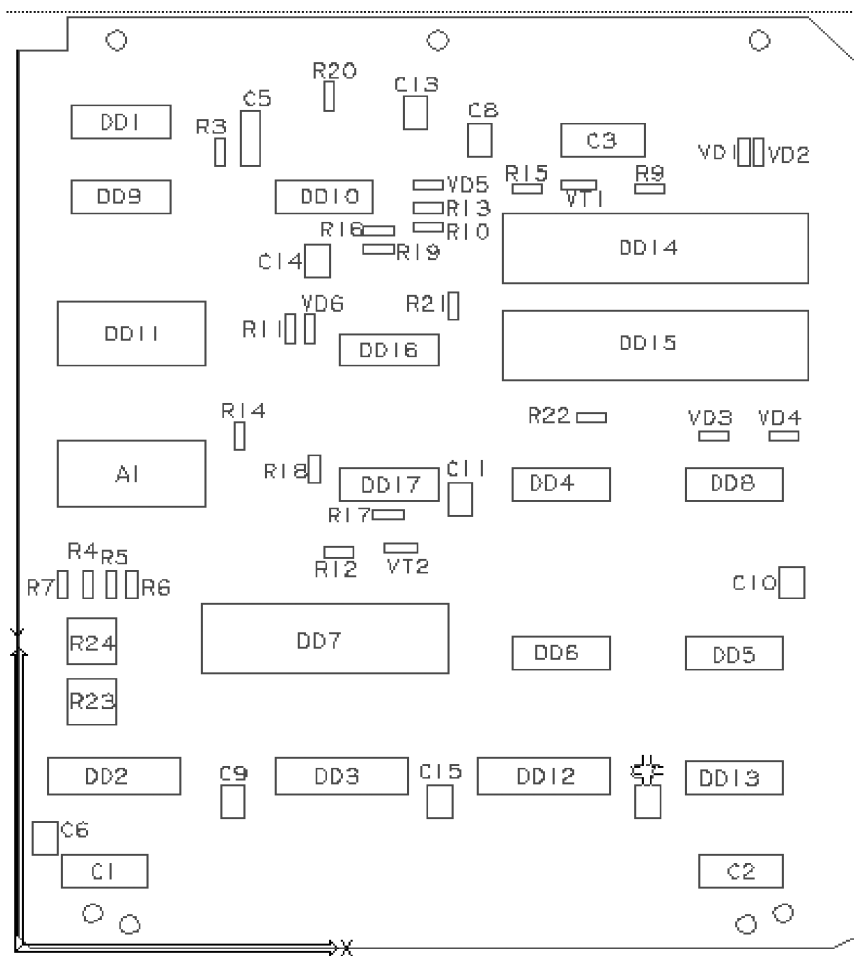 R20
C5
C13
C8
DD1
R3
C3
VD1
VD2
R15
R9
VD5
DD9
DD10
VT1
R13
R16
R10
R19
C14
DD14
VD6
R21
DD11
R11
DD16
DD15
R14
R22
VD3
VD4
A1
R18
C11
DD17
DD4
DD8
R17
R4
R5
R12
VT2
R7
R6
C10
R24
DD7
DD6
DD5
R23
DD2
C9
DD3
C15
DD12
DD13
C6
C1
C2
X